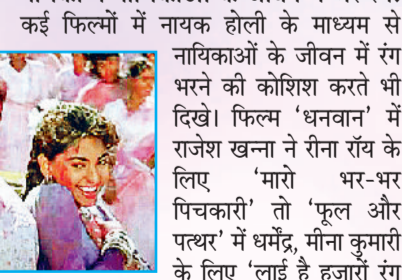 कई फिल्मों में नायक होली के माध्यम से
नायिकाओं के जीवन में रंग
भरने की कोशिश करते भी
दिखे। फिल्म ‘धनवान’ में
राजेश खन्ना ने रीना रॉय के
लिए ‘मारो भर-भर
पिचकारी’ तो ‘फूल और
पत्थर’ में धर्मेंद्र, मीना कुमारी
के लिए ‘लाई है हजारों रंग